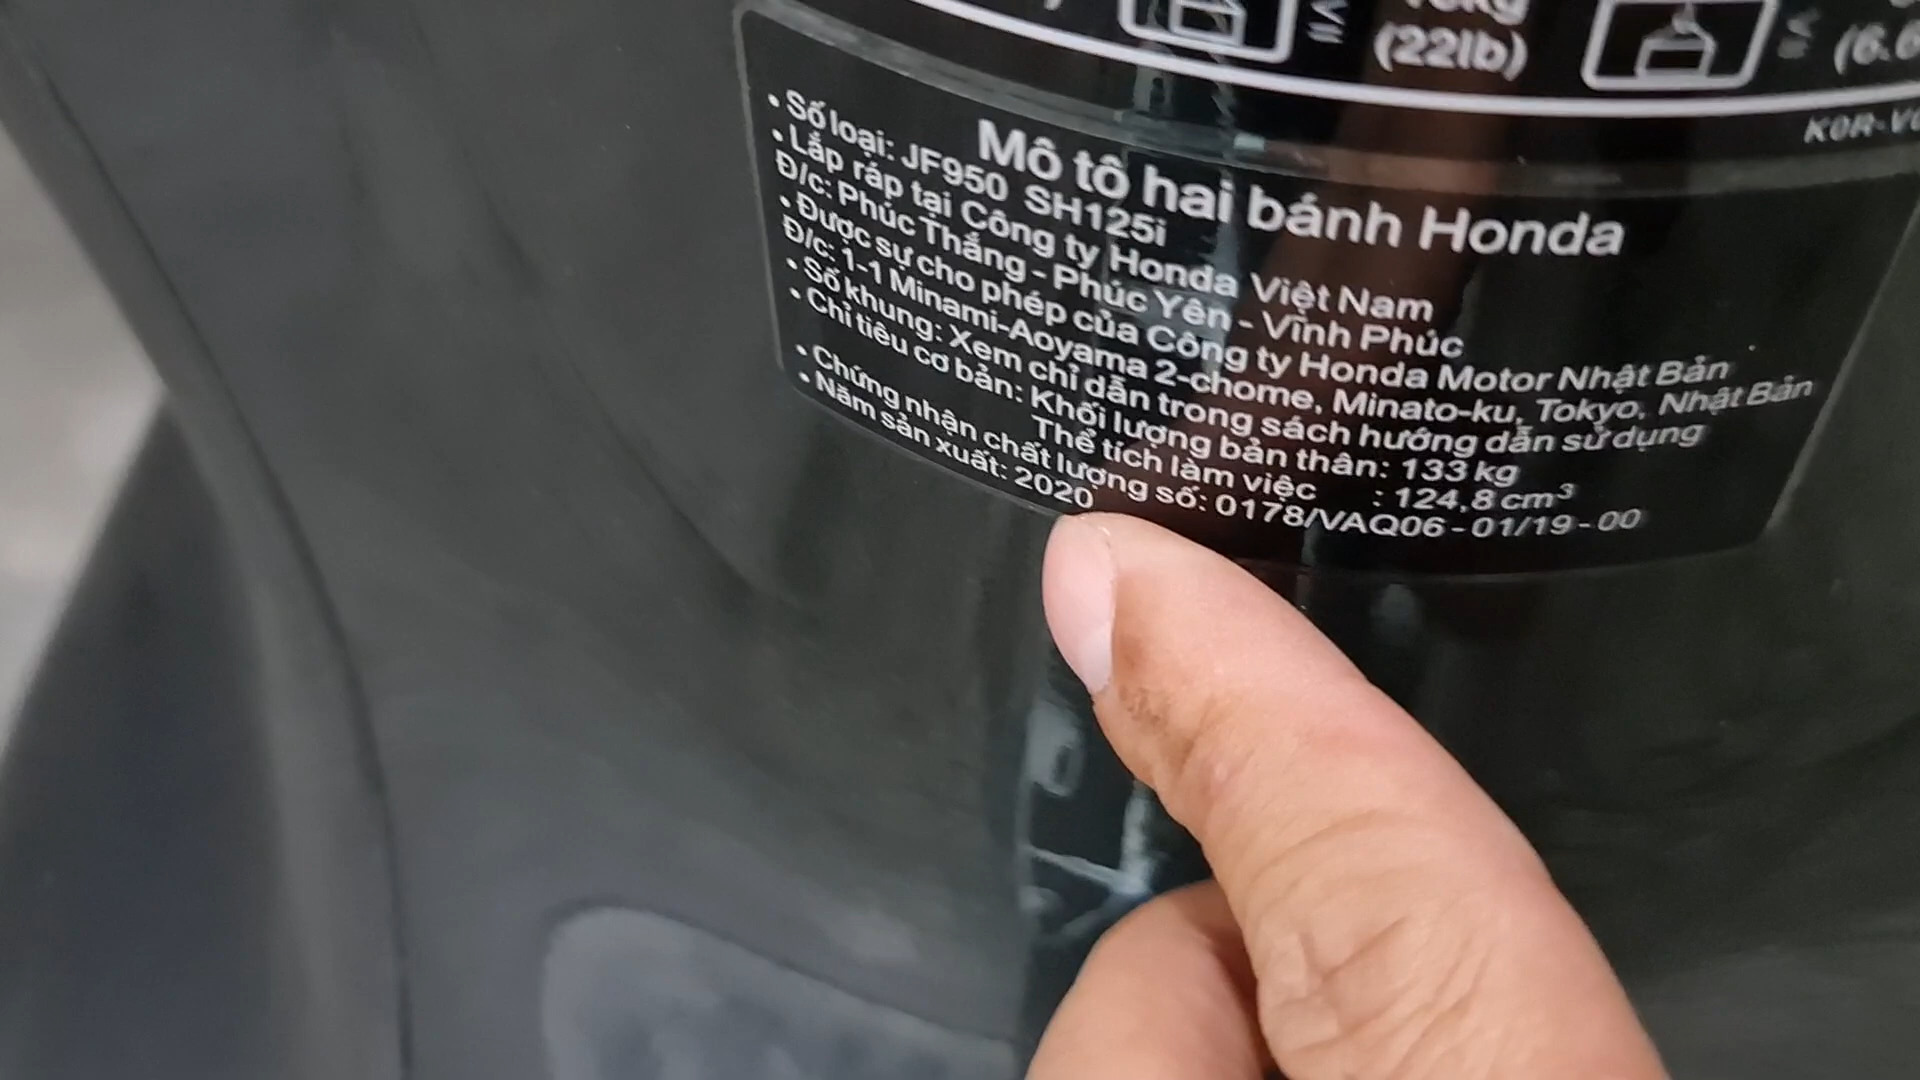 (22lb)
(6.6
K0R-V0
Mô tô hai bánh Honda
• Số loại: JF950 SH125i
• Lắp ráp tại Công ty Honda Việt Nam
Đ/c: Phúc Thắng - Phúc Yên - Vĩnh Phúc
• Được sự cho phép của Công ty Honda Motor Nhật Bản
Đ/c: 1-1 Minami-Aoyama 2-chome, Minato-ku, Tokyo, Nhật Bản
• Số khung: Xem chỉ dẫn trong sách hướng dẫn sử dụng
• Chỉ tiêu cơ bản: Khối lượng bản thân: 133 kg
Thể tích làm việc : 124,8 cm³
• Chứng nhận chất lượng số: 0178/VAQ06 - 01/19 - 00
• Năm sản xuất: 2020